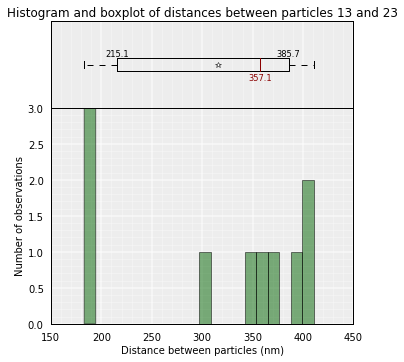 Histogram and boxplot of distances between particles 13 and 23
215.1 385.7
357.1
3.0
2.5
2.0
1.5
1.0
0.5
0.0
150 200 250 300 350 400 450
Number of observations
Distance between particles (nm)